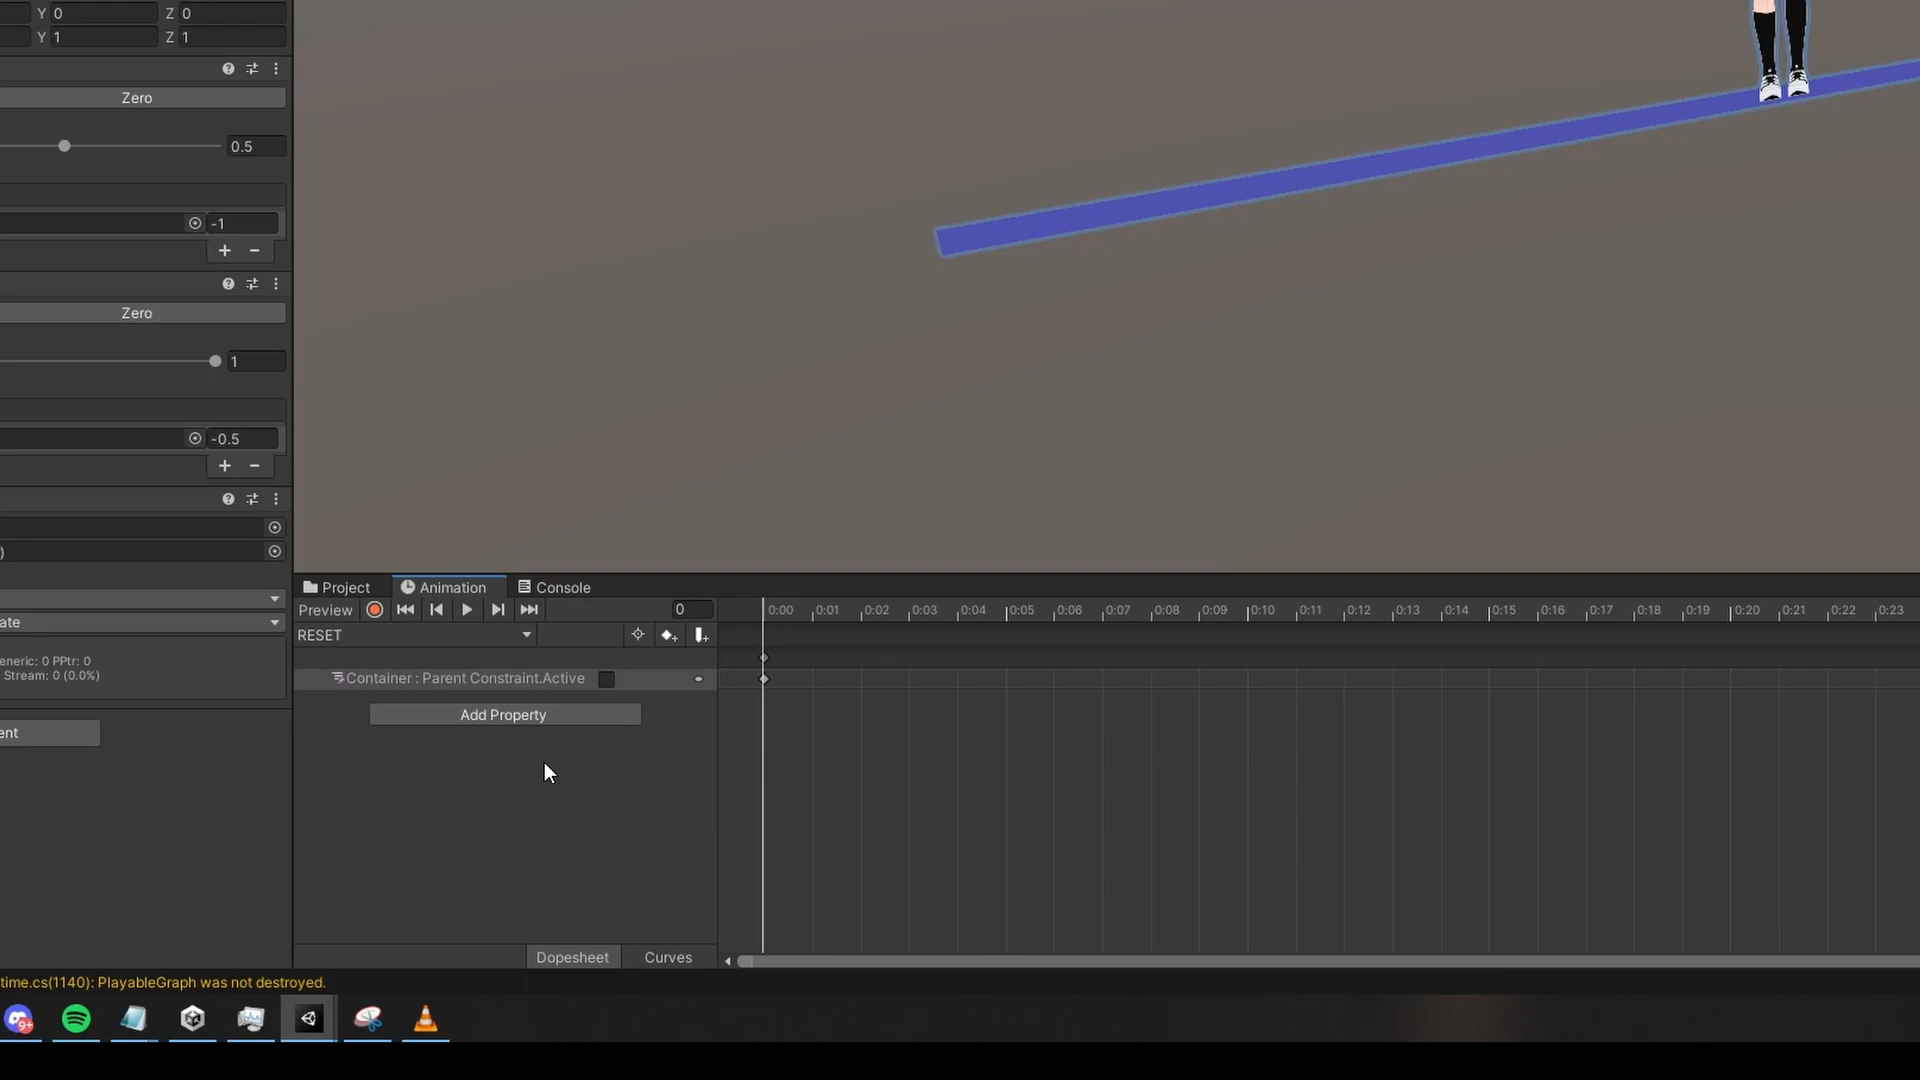 Y 0 Z 0
Y 1 Z 1
Zero
0.5
-1
+ −
Zero
1
-0.5
+ −
)
ate
eneric: 0 PPtr: 0
Stream: 0 (0.0%)
ent
Project Animation Console
Preview 0
0:00 0:01 0:02 0:03 0:04 0:05 0:06 0:07 0:08 0:09 0:10 0:11 0:12 0:13 0:14 0:15 0:16 0:17 0:18 0:19 0:20 0:21 0:22 0:23
RESET
Container : Parent Constraint.Active
Add Property
Dopesheet Curves
time.cs(1140): PlayableGraph was not destroyed.
9+